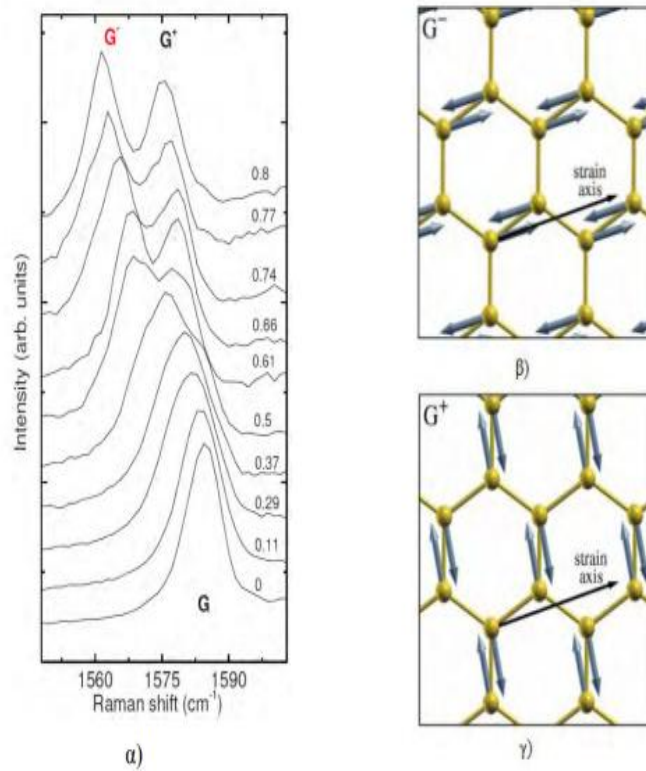 G⁻ G⁺
0.8
0.77
0.74
0.66
0.61
0.5
0.37
0.29
0.11
0
G
Intensity (arb. units)
1560 1575 1590
Raman shift (cm⁻¹)
α)
G⁻
strain
axis
β)
G⁺
strain
axis
γ)